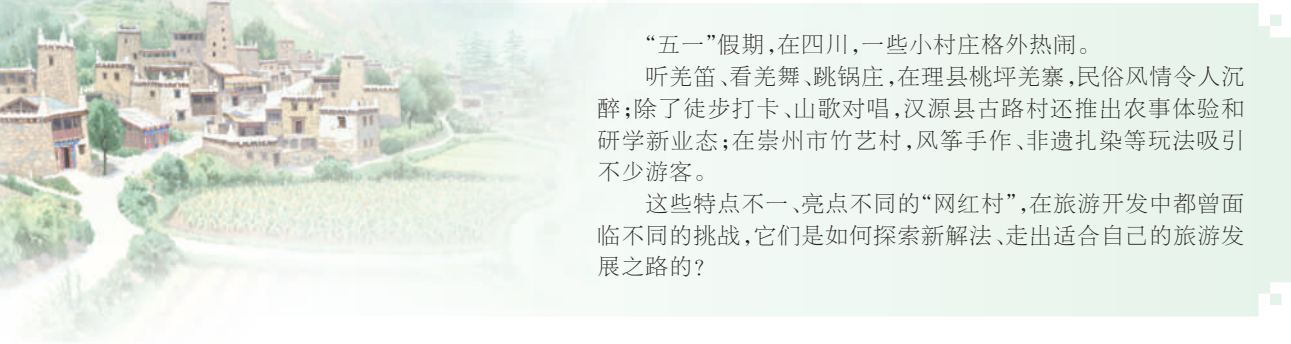 “五一”假期,在四川,一些小村庄格外热闹。
听羌笛、看羌舞、跳锅庄,在理县桃坪羌寨,民俗风情令人沉
醉;除了徒步打卡、山歌对唱,汉源县古路村还推出农事体验和
研学新业态;在崇州市竹艺村,风筝手作、非遗扎染等玩法吸引
不少游客。
这些特点不一、亮点不同的“网红村”,在旅游开发中都曾面
临不同的挑战,它们是如何探索新解法、走出适合自己的旅游发
展之路的?